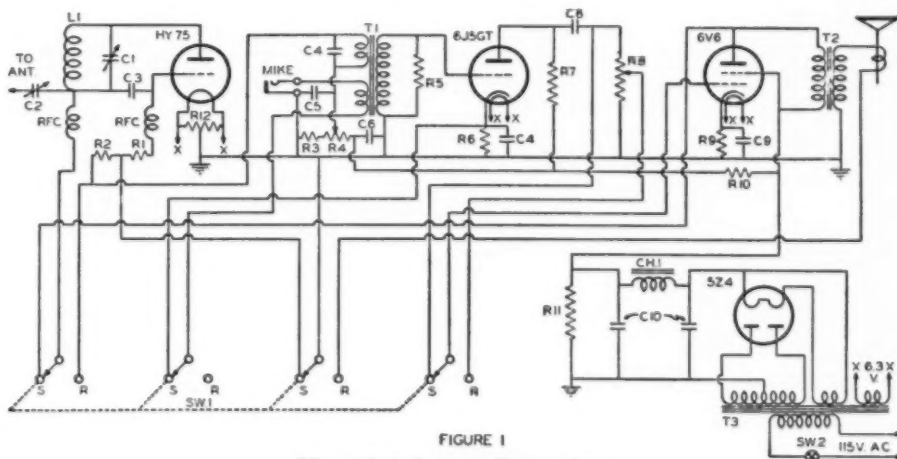 L1
HY 75
TO
ANT.
C1
C2
C3
RFC
RFC
R12
X
X
R2
R1
T1
C4
MIKE
C5
C6
R3
R4
R5
6J5GT
X
X
R6
C4
C8
R7
R8
6V6
X
X
R9
C9
R10
T2
R11
CH.1
C10
5Z4
X
6.3
V.
X
T3
SW.2
115V. AC
S
R
S
R
S
R
S
R
SW.1
FIGURE 1